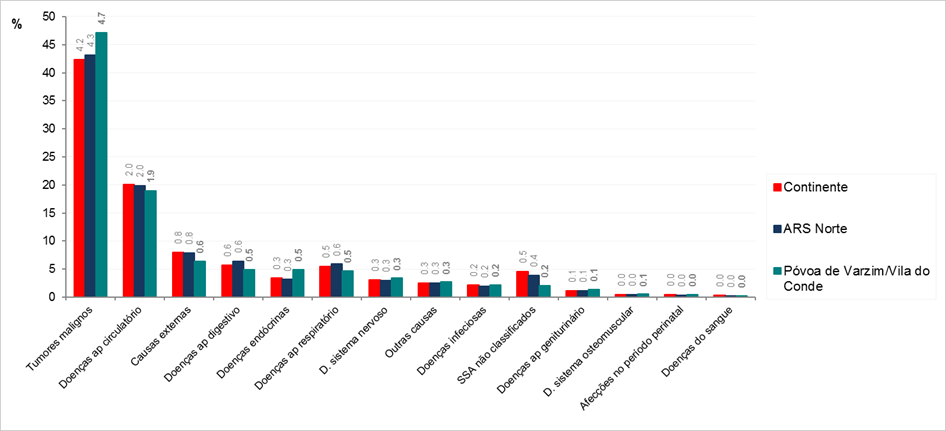 %
50
45
40
35
30
25
20
15
10
5
0
4.2 4.3 4.7
2.0 2.0 1.9
0.8 0.8 0.6
0.6 0.6 0.5
0.3 0.3 0.5
0.5 0.6 0.5
0.3 0.3 0.3
0.3 0.3 0.3
0.2 0.2 0.2
0.5 0.4 0.2
0.1 0.1 0.1
0.0 0.0 0.1
0.0 0.0 0.0
0.0 0.0 0.0
Tumores malignos
Doenças ap circulatório
Causas externas
Doenças ap digestivo
Doenças endócrinas
Doenças ap respiratório
D. sistema nervoso
Outras causas
Doenças infeciosas
SSA não classificados
Doenças ap geniturinário
D. sistema osteomuscular
Afecções no período perinatal
Doenças do sangue
Continente
ARS Norte
Póvoa de Varzim/Vila do
Conde